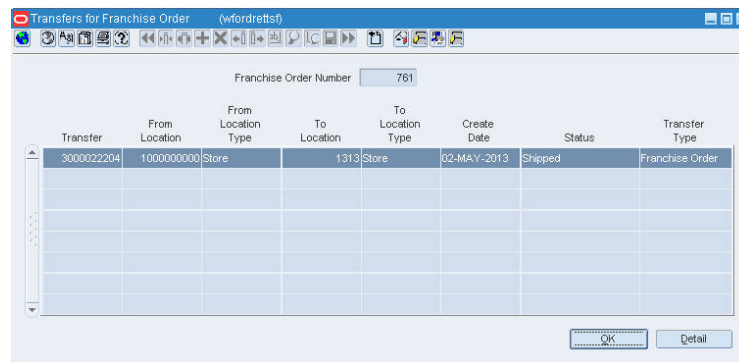 Transfers for Franchise Order (wfordrettsf)
Franchise Order Number 761
Transfer From Location From Location Type To Location To Location Type Create Date Status Transfer Type
3000022204 1000000000 Store 1313 Store 02-MAY-2013 Shipped Franchise Order
OK Detail